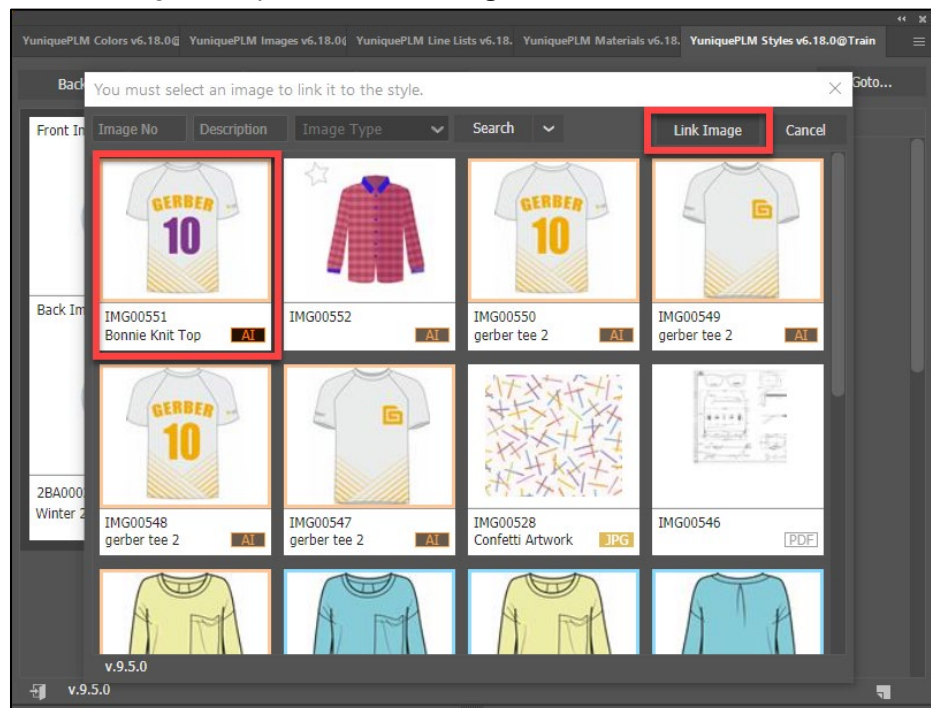 YuniquePLM Colors v6.18.0@ YuniquePLM Images v6.18.0@ YuniquePLM Line Lists v6.18. YuniquePLM Materials v6.18. YuniquePLM Styles v6.18.0@Train
Back Goto...
You must select an image to link it to the style.
Front Im
Image No Description Image Type Search Link Image Cancel
GERBER
10
GERBER
10
IMG00551
Bonnie Knit Top AI
IMG00552
AI
IMG00550
gerber tee 2 AI
IMG00549
gerber tee 2 AI
Back Im
GERBER
10
IMG00548
gerber tee 2 AI
IMG00547
gerber tee 2 AI
IMG00528
Confetti Artwork JPG
IMG00546
PDF
2BA000
Winter 2
v.9.5.0
v.9.5.0